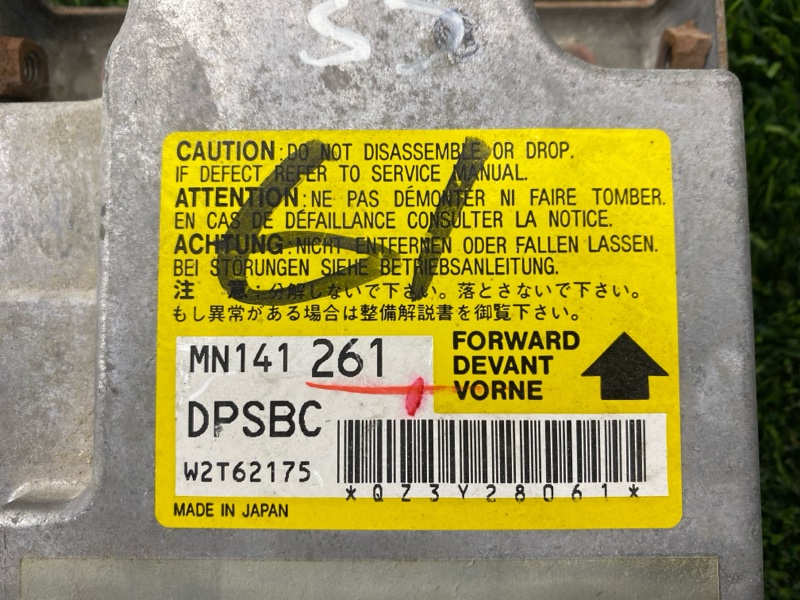 CAUTION: DO NOT DISASSEMBLE OR DROP.
IF DEFECT REFER TO SERVICE MANUAL.
ATTENTION: NE PAS DÉMONTER NI FAIRE TOMBER.
EN CAS DE DÉFAILLANCE CONSULTER LA NOTICE.
ACHTUNG: NICHT ENTFERNEN ODER FALLEN LASSEN.
BEI STÖRUNGEN SIEHE BETRIEBSANLEITUNG.
注 意:分解しないで下さい。落とさないで下さい。
もし異常がある場合は整備解説書を御覧下さい。
61
MN141 261
DPSBC
W2T62175
FORWARD
DEVANT
VORNE
*QZ3Y28061*
MADE IN JAPAN